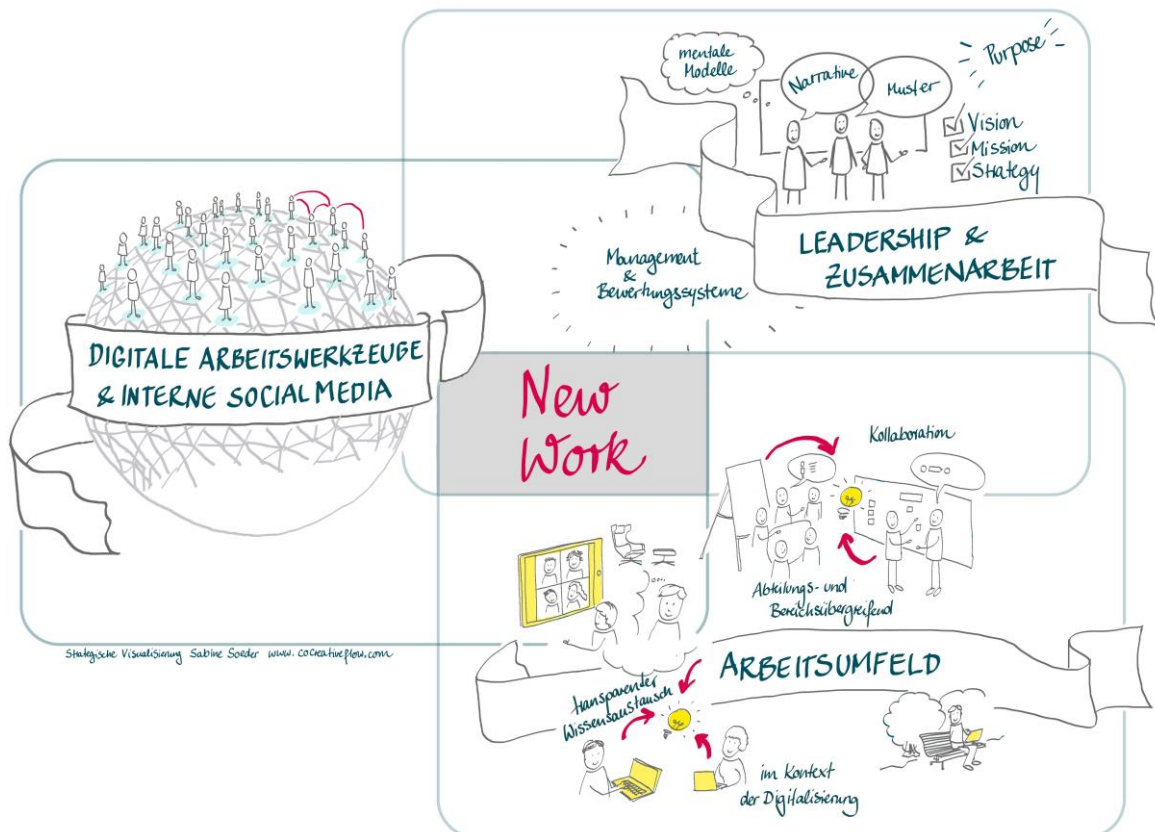 mentale
Modelle
Narrative
Muster
Purpose
Vision
Mission
Strategy
LEADERSHIP &
ZUSAMMENARBEIT
Management
&
Bewertungssysteme
DIGITALE ARBEITSWERKZEUGE
& INTERNE SOCIAL MEDIA
New
Work
Kollaboration
Abteilungs- und
Bereichsübergreifend
Strategische Visualisierung Sabine Soeder www.cocreativeflow.com
ARBEITSUMFELD
transparenter
Wissensaustausch
im Kontext
der Digitalisierung